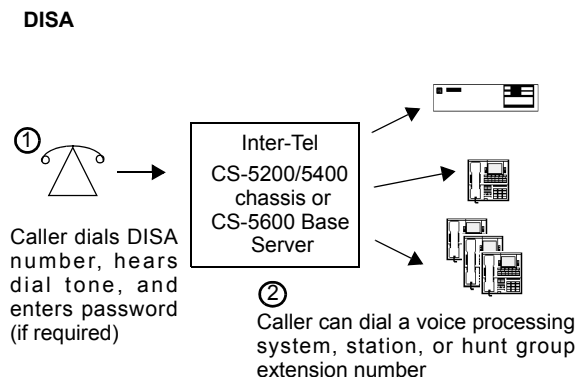 DISA
1
Caller dials DISA
number, hears
dial tone, and
enters password
(if required)
Inter-Tel
CS-5200/5400
chassis or
CS-5600 Base
Server
2
Caller can dial a voice processing
system, station, or hunt group
extension number